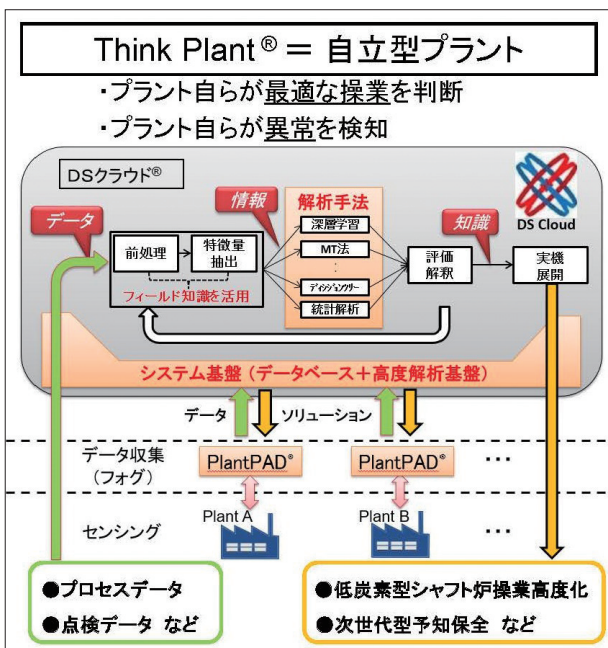 Think Plant® = 自立型プラント
・プラント自らが最適な操業を判断
・プラント自らが異常を検知
DSクラウド®
DS Cloud
データ
情報
知識
解析手法
前処理
特徴量
抽出
フィールド知識を活用
深層学習
MT法
：
ディシジョンツリー
統計解析
評価
解釈
実機
展開
システム基盤（データベース＋高度解析基盤）
データ
ソリューション
データ収集
（フォグ）
PlantPAD®
PlantPAD®
…
センシング
Plant A
Plant B
…
●プロセスデータ
●点検データ など
●低炭素型シャフト炉操業高度化
●次世代型予知保全 など